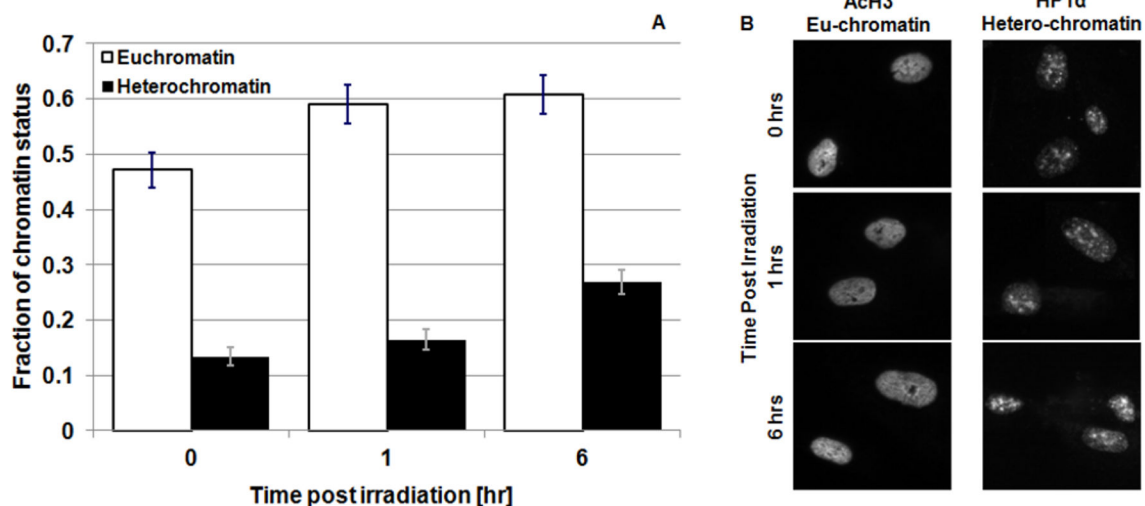 A
Fraction of chromatin status
0.7
0.6
0.5
0.4
0.3
0.2
0.1
0
Euchromatin
Heterochromatin
0 1 6
Time post irradiation [hr]
B
AcH3
Eu-chromatin
HP1α
Hetero-chromatin
Time Post Irradiation
0 hrs
1 hrs
6 hrs